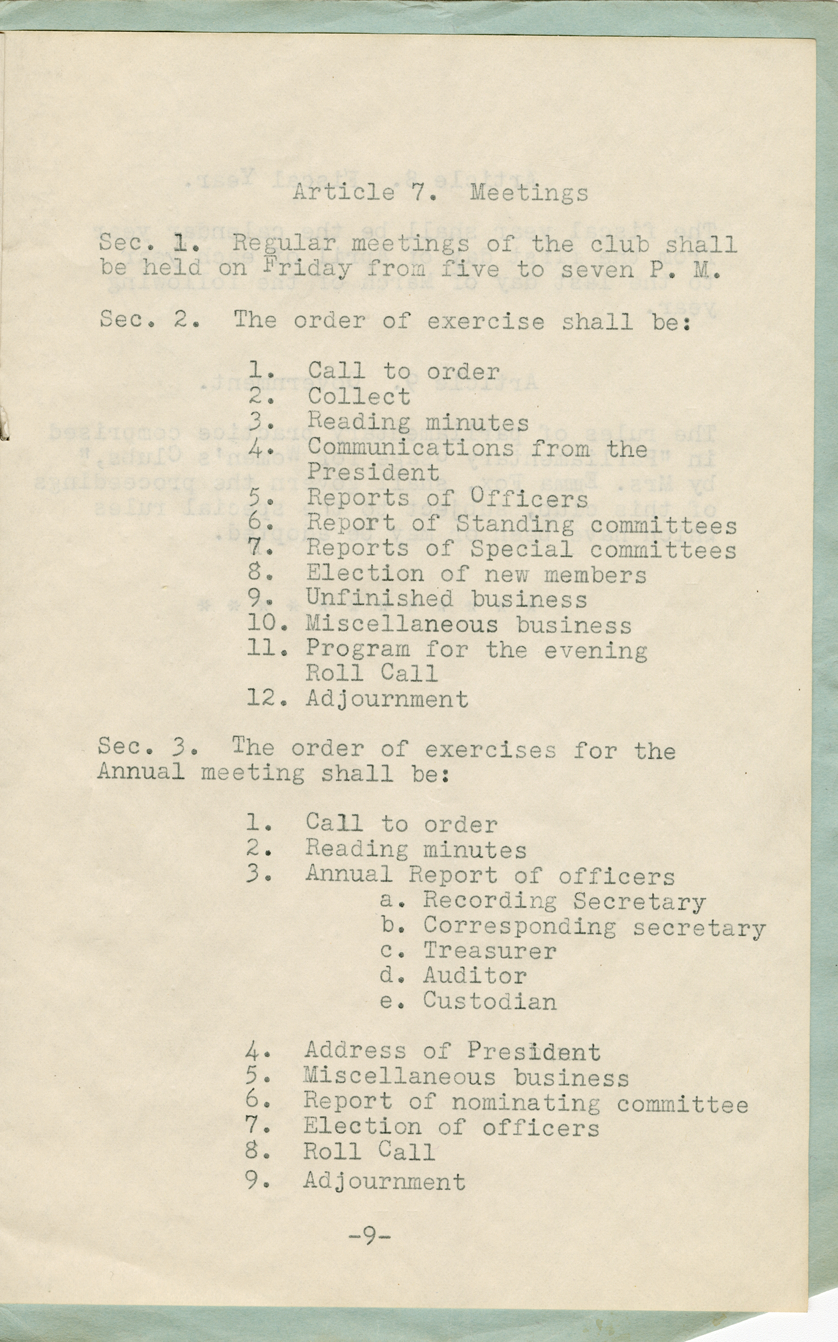 Article 7. Meetings
Sec. 1. Regular meetings of the club shall
be held on Friday from five to seven P. M.
Sec. 2. The order of exercise shall be:
1. Call to order
2. Collect
3. Reading minutes
4. Communications from the
President
5. Reports of Officers
6. Report of Standing committees
7. Reports of Special committees
8. Election of new members
9. Unfinished business
10. Miscellaneous business
11. Program for the evening
Roll Call
12. Adjournment
Sec. 3. The order of exercises for the
Annual meeting shall be:
1. Call to order
2. Reading minutes
3. Annual Report of officers
a. Recording Secretary
b. Corresponding secretary
c. Treasurer
d. Auditor
e. Custodian
4. Address of President
5. Miscellaneous business
6. Report of nominating committee
7. Election of officers
8. Roll Call
9. Adjournment
-9-